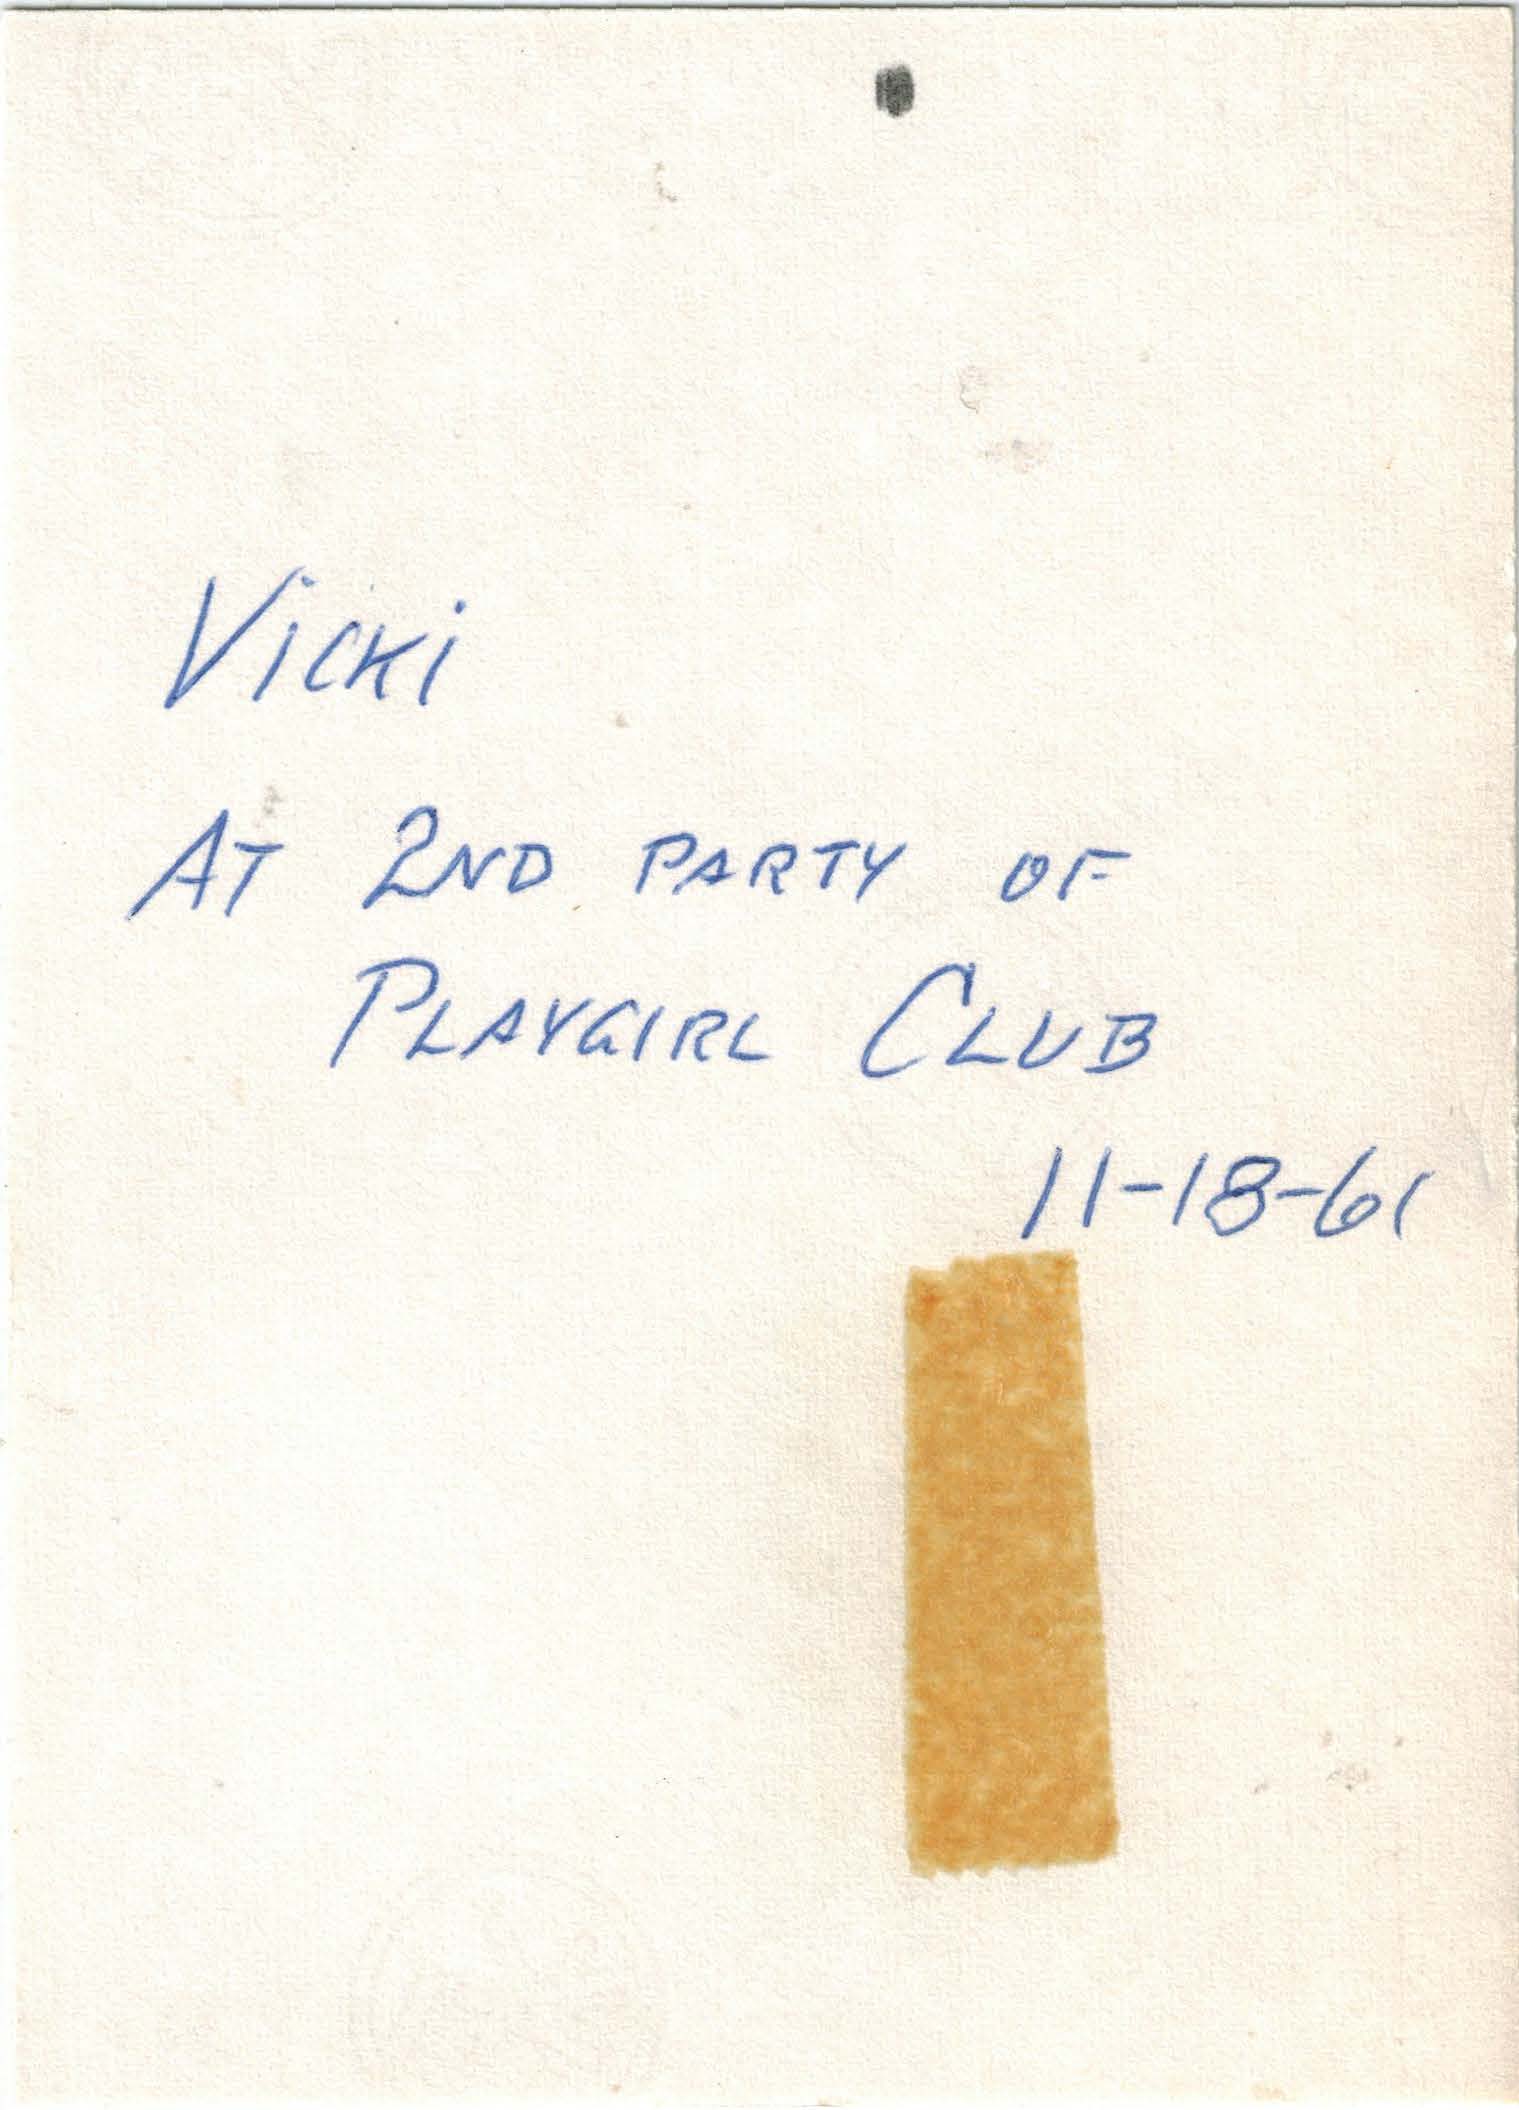 Vicki
At 2nd party of
Playgirl Club
11-18-61